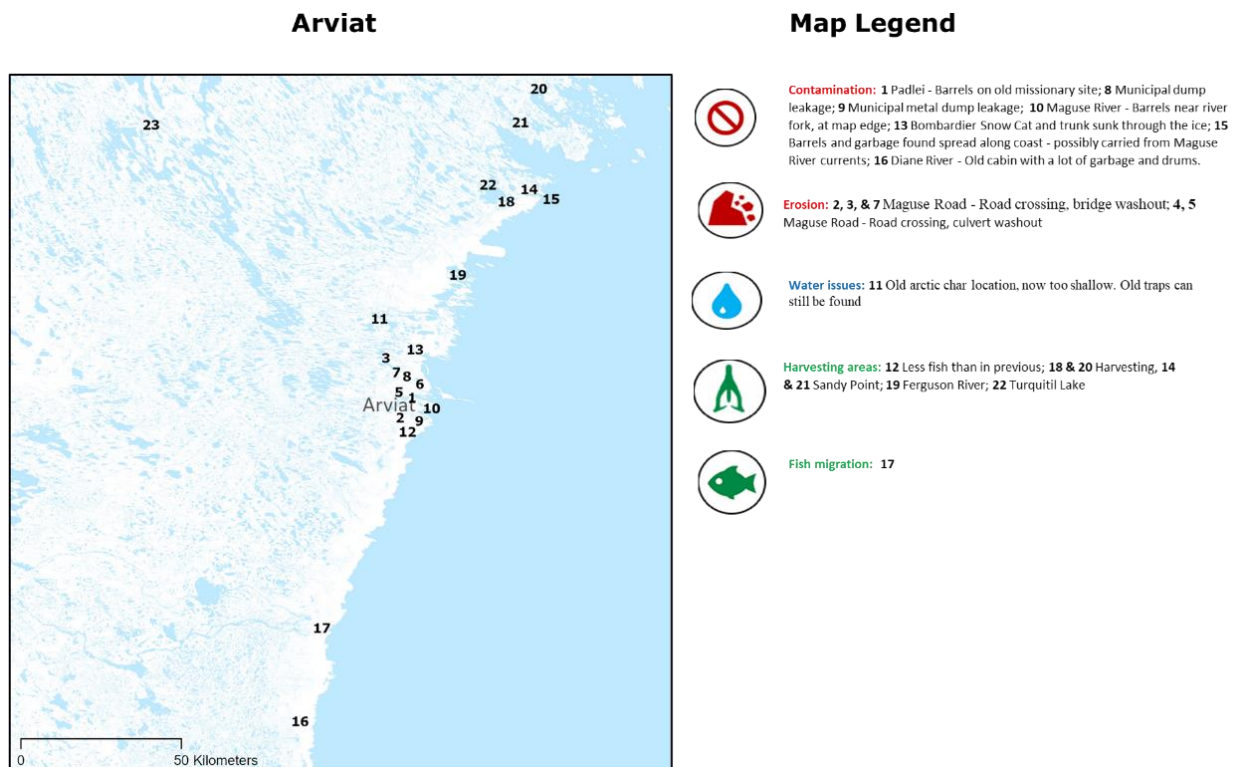 Arviat
Map Legend
20
23
21
22
14
18
15
19
11
13
3
7
8
6
5
1
Arviat
10
2
9
12
17
16
0
50 Kilometers
Contamination: 1 Padlei - Barrels on old missionary site; 8 Municipal dump
leakage; 9 Municipal metal dump leakage; 10 Maguse River - Barrels near river
fork, at map edge; 13 Bombardier Snow Cat and trunk sunk through the ice; 15
Barrels and garbage found spread along coast - possibly carried from Maguse
River currents; 16 Diane River - Old cabin with a lot of garbage and drums.
Erosion: 2, 3, & 7 Maguse Road - Road crossing, bridge washout; 4, 5
Maguse Road - Road crossing, culvert washout
Water issues: 11 Old arctic char location, now too shallow. Old traps can
still be found
Harvesting areas: 12 Less fish than in previous; 18 & 20 Harvesting, 14
& 21 Sandy Point; 19 Ferguson River; 22 Turquitil Lake
Fish migration: 17